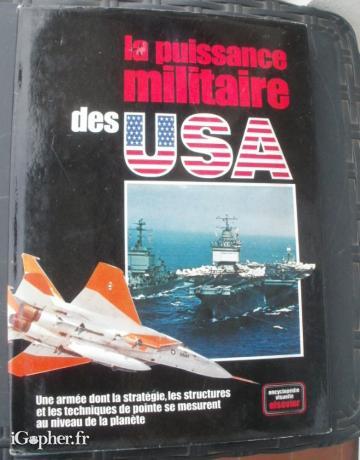 la puissance
militaire
des USA
Une armée dont la stratégie, les structures
et les techniques de pointe se mesurent
au niveau de la planète
encyclopédie
visuelle
elsevier
iGopher.fr